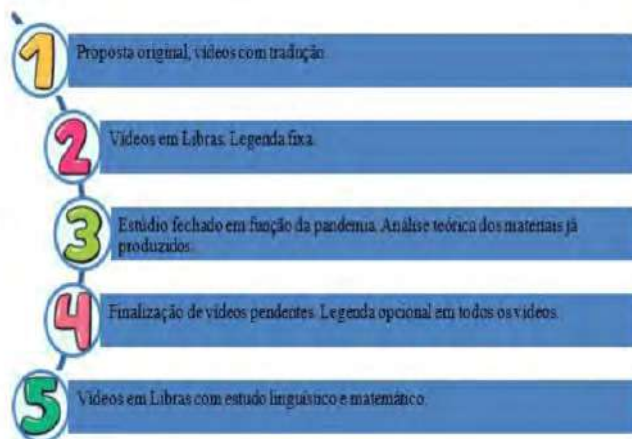 1
Proposta original, vídeos com tradução.
2
Vídeos em Libras. Legenda fixa.
3
Estúdio fechado em função da pandemia. Análise teórica dos materiais já
produzidos.
4
Finalização de vídeos pendentes. Legenda opcional em todos os vídeos.
5
Vídeos em Libras com estudo linguístico e matemático.